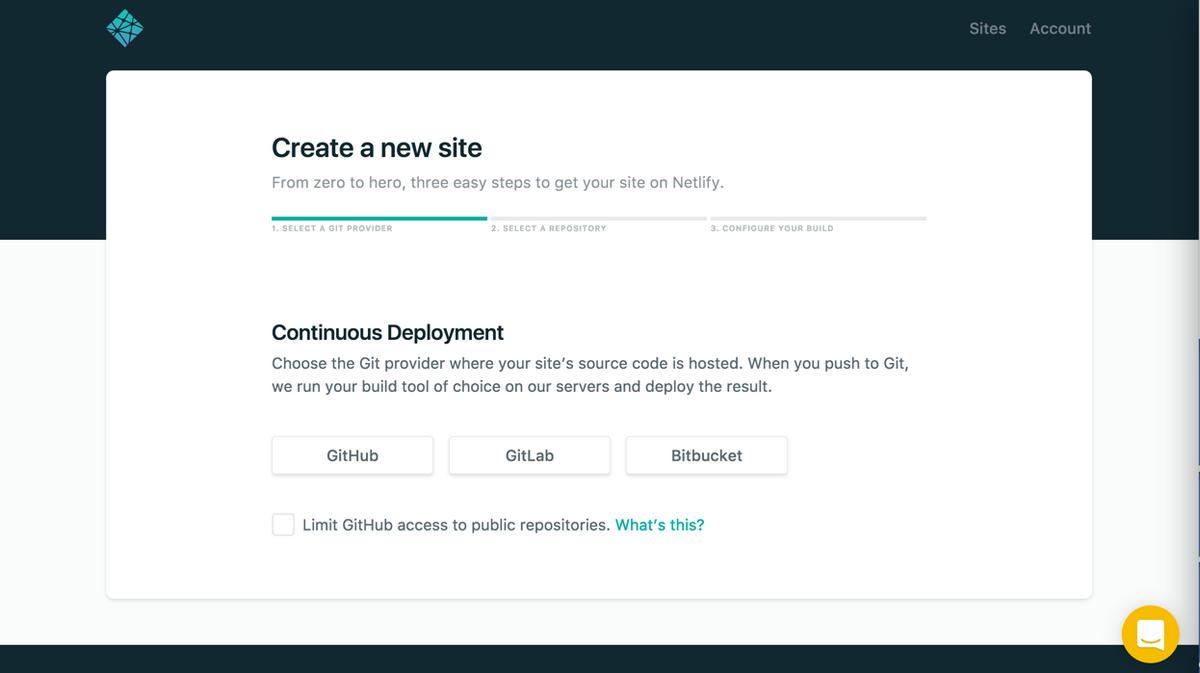 Sites Account
Create a new site
From zero to hero, three easy steps to get your site on Netlify.
1. SELECT A GIT PROVIDER 2. SELECT A REPOSITORY 3. CONFIGURE YOUR BUILD
Continuous Deployment
Choose the Git provider where your site’s source code is hosted. When you push to Git,
we run your build tool of choice on our servers and deploy the result.
GitHub GitLab Bitbucket
Limit GitHub access to public repositories. What’s this?